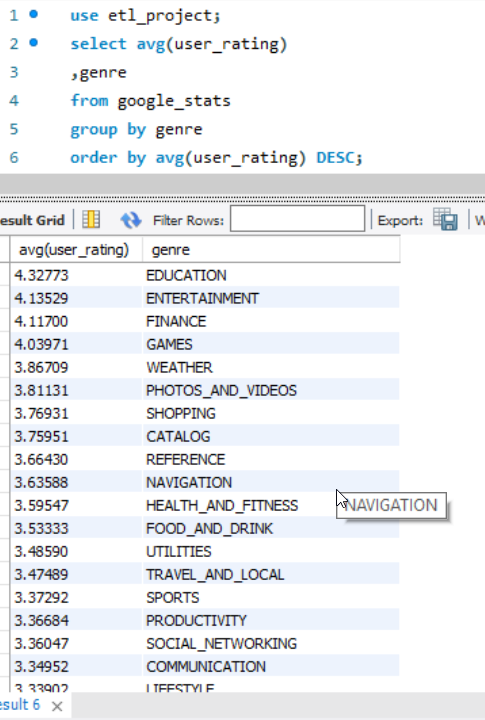 1 use etl_project;
2 select avg(user_rating)
3 ,genre
4 from google_stats
5 group by genre
6 order by avg(user_rating) DESC;
esult Grid Filter Rows: Export: W
avg(user_rating) genre
4.32773 EDUCATION
4.13529 ENTERTAINMENT
4.11700 FINANCE
4.03971 GAMES
3.86709 WEATHER
3.81131 PHOTOS_AND_VIDEOS
3.76931 SHOPPING
3.75951 CATALOG
3.66430 REFERENCE
3.63588 NAVIGATION
3.59547 HEALTH_AND_FITNESS NAVIGATION
3.53333 FOOD_AND_DRINK
3.48590 UTILITIES
3.47489 TRAVEL_AND_LOCAL
3.37292 SPORTS
3.36684 PRODUCTIVITY
3.36047 SOCIAL_NETWORKING
3.34952 COMMUNICATION
3.33902 LIFESTYLE
esult 6